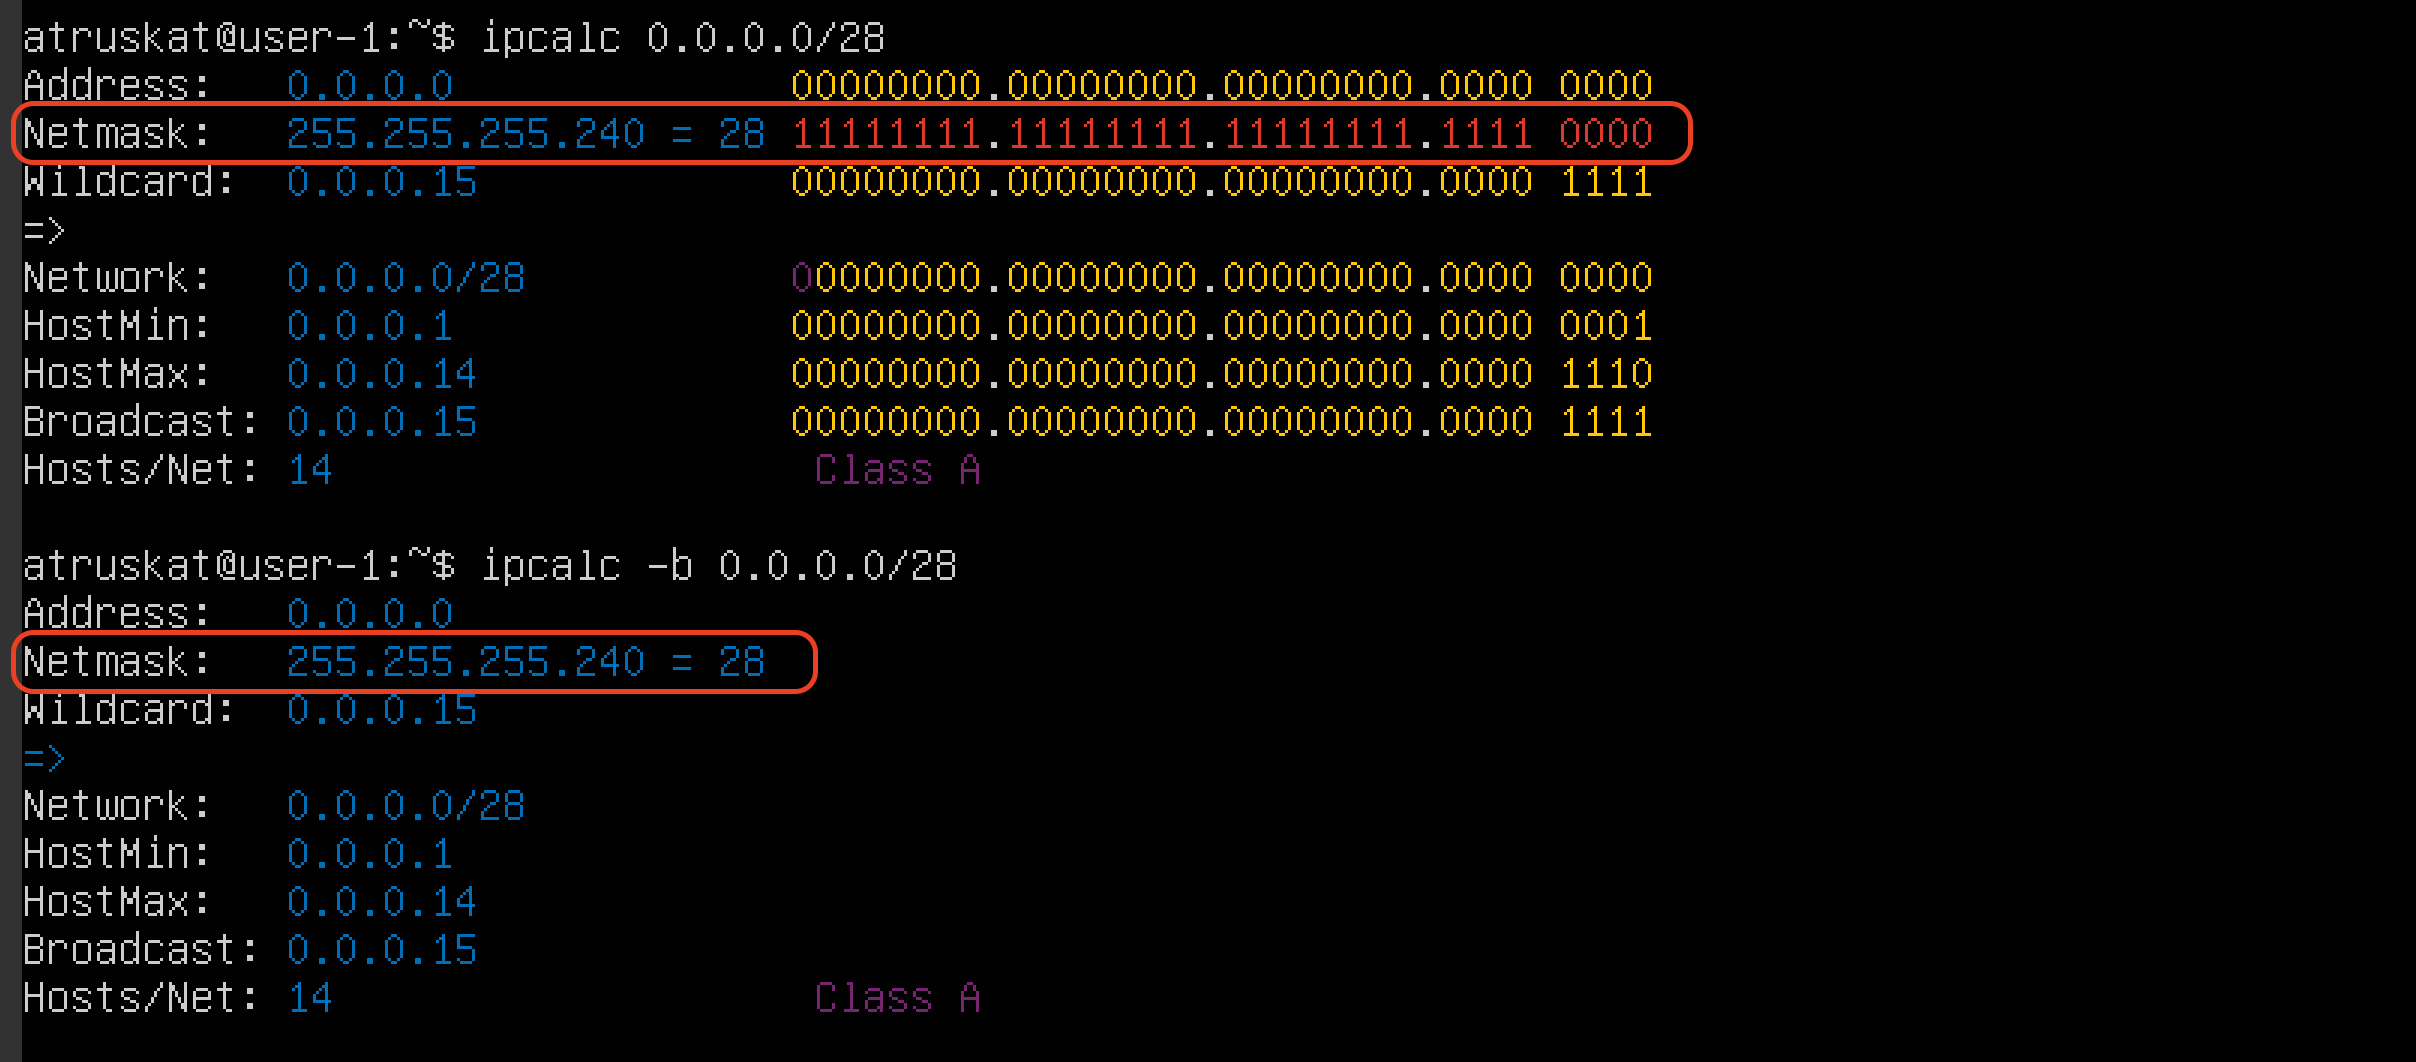 atruskat@user-1:~$ ipcalc 0.0.0.0/28
Address:   0.0.0.0              00000000.00000000.00000000.0000 0000
Netmask:   255.255.255.240 = 28 11111111.11111111.11111111.1111 0000
Wildcard:  0.0.0.15             00000000.00000000.00000000.0000 1111
=>
Network:   0.0.0.0/28           00000000.00000000.00000000.0000 0000
HostMin:   0.0.0.1              00000000.00000000.00000000.0000 0001
HostMax:   0.0.0.14             00000000.00000000.00000000.0000 1110
Broadcast: 0.0.0.15             00000000.00000000.00000000.0000 1111
Hosts/Net: 14                    Class A
atruskat@user-1:~$ ipcalc -b 0.0.0.0/28
Address:   0.0.0.0
Netmask:   255.255.255.240 = 28
Wildcard:  0.0.0.15
=>
Network:   0.0.0.0/28
HostMin:   0.0.0.1
HostMax:   0.0.0.14
Broadcast: 0.0.0.15
Hosts/Net: 14                    Class A